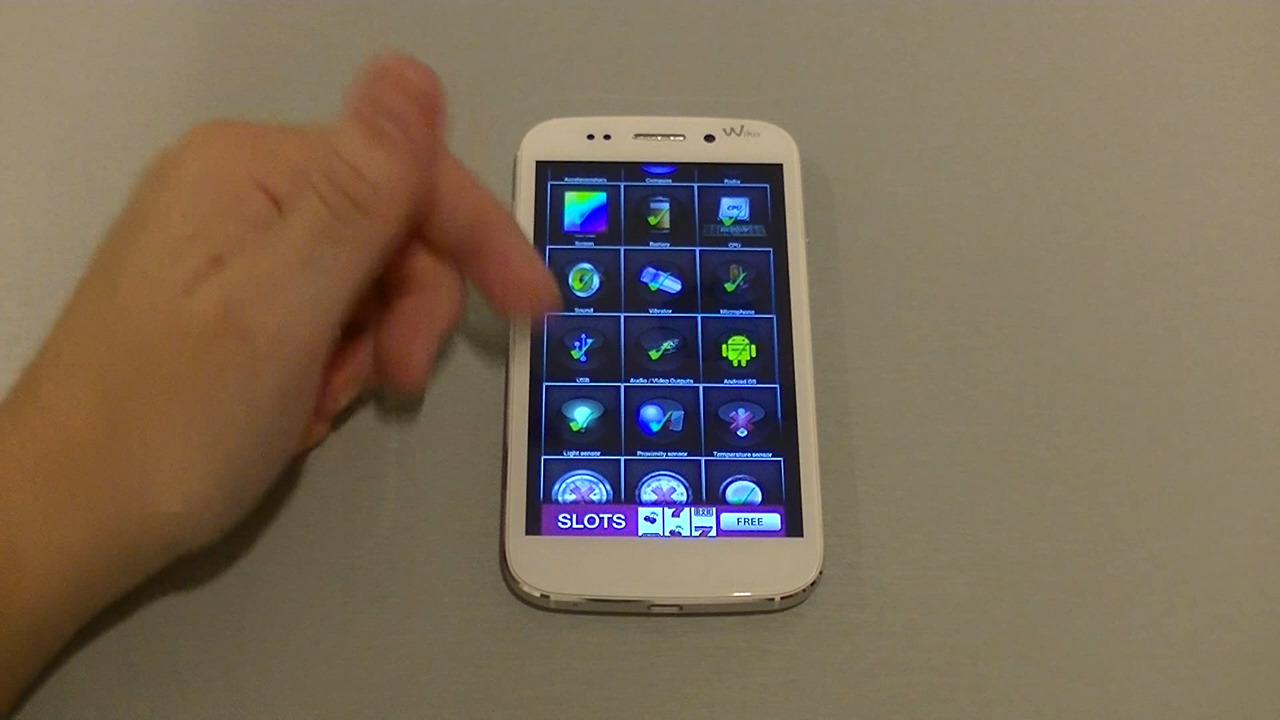 Wiko
Accelerometers Compass Radio
Screen Battery CPU
Sound Vibrator Microphone
USB Audio / Video Outputs Android OS
Light sensor Proximity sensor Temperature sensor
SLOTS 7 FREE